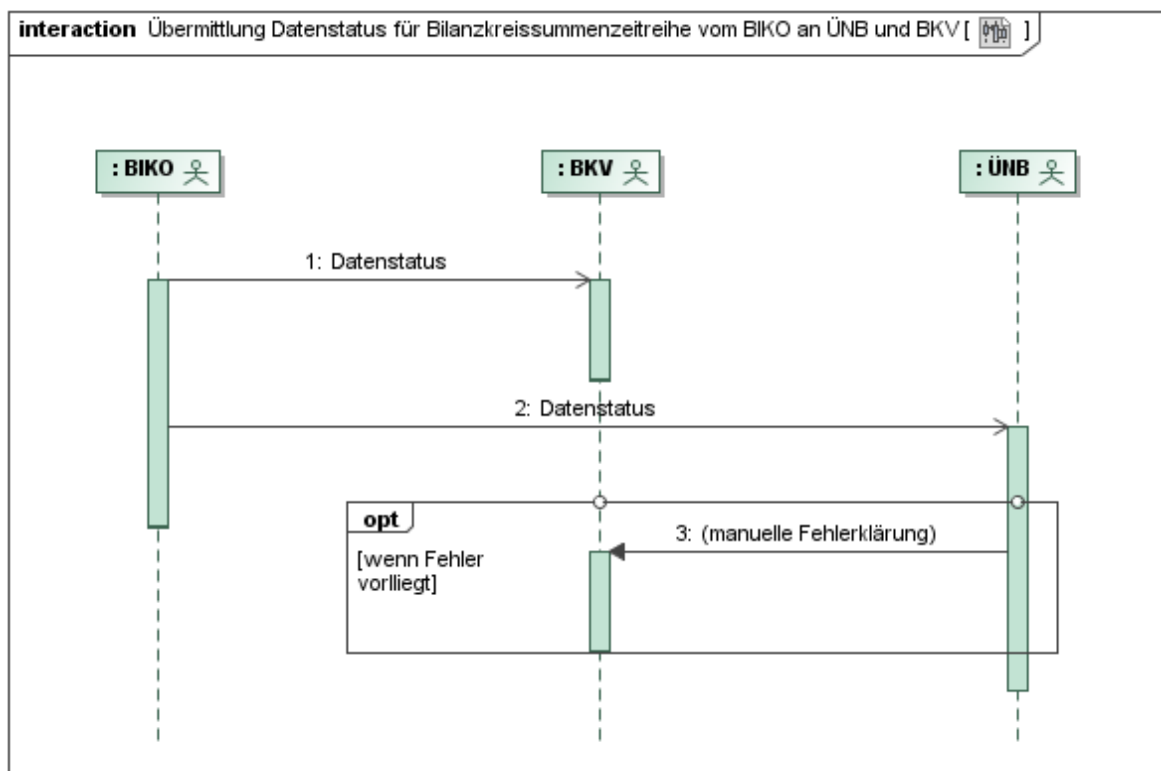 interaction Übermittlung Datenstatus für Bilanzkreissummenzeitreihe vom BIKO an ÜNB und BKV [ ]
: BIKO
: BKV
: ÜNB
1: Datenstatus
2: Datenstatus
opt
3: (manuelle Fehlerklärung)
[wenn Fehler
vorlliegt]